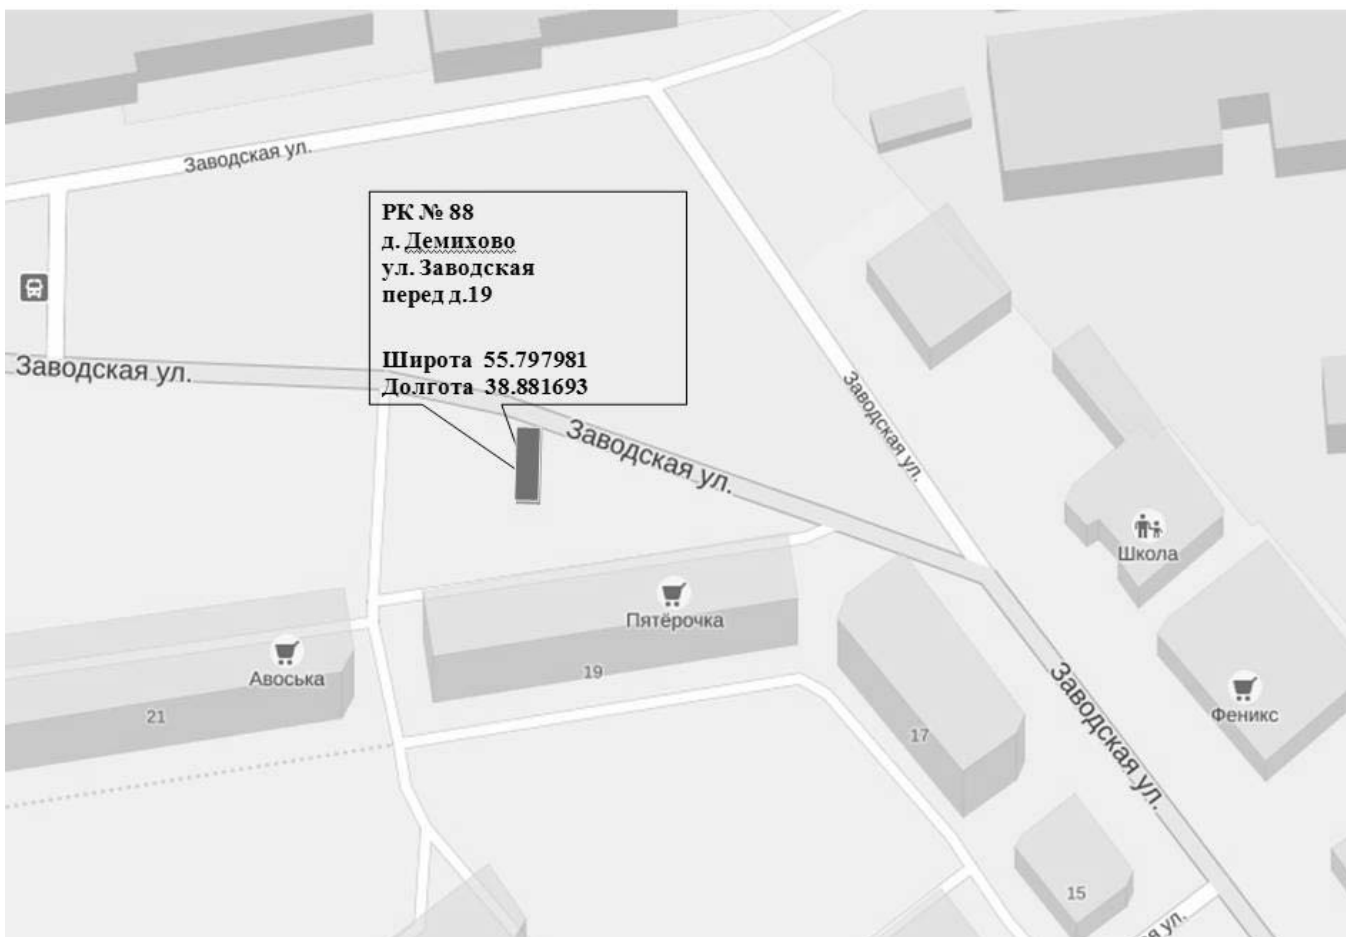 Заводская ул.
РК № 88
д. Демихово
ул. Заводская
перед д.19
Широта 55.797981
Долгота 38.881693
Заводская ул.
Заводская ул.
Заводская ул.
Школа
Пятёрочка
19
Авоська
21
17
Феникс
Заводская ул.
15
ул.